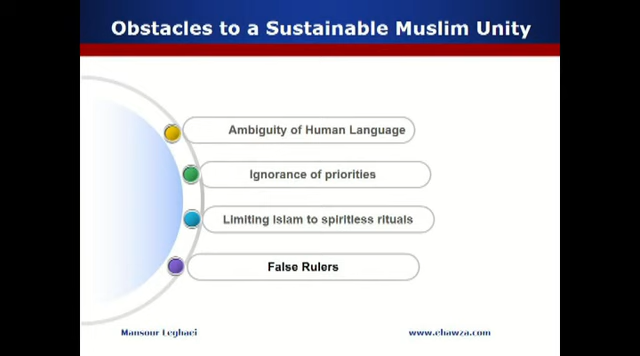 Obstacles to a Sustainable Muslim Unity
Ambiguity of Human Language
Ignorance of priorities
Limiting Islam to spiritless rituals
False Rulers
Mansour Leghaei
www.ehawza.com